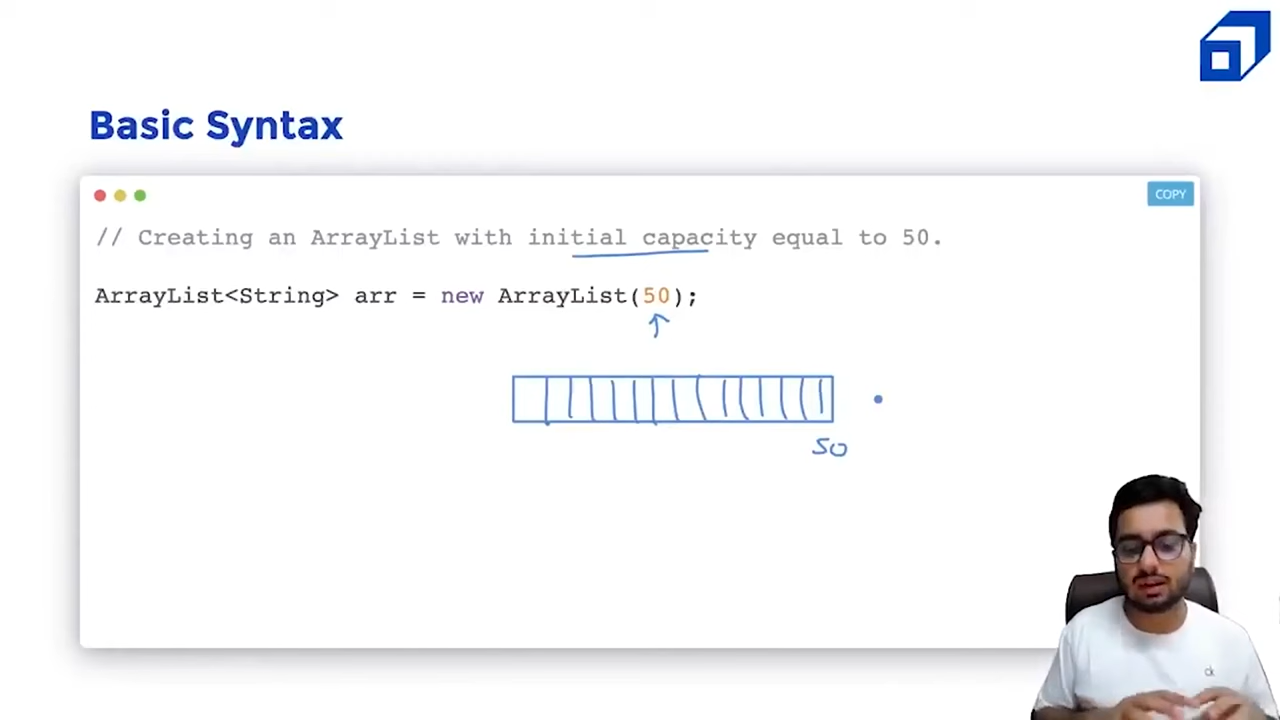 Basic Syntax
COPY
// Creating an ArrayList with initial capacity equal to 50.
ArrayList<String> arr = new ArrayList(50);
50
ck